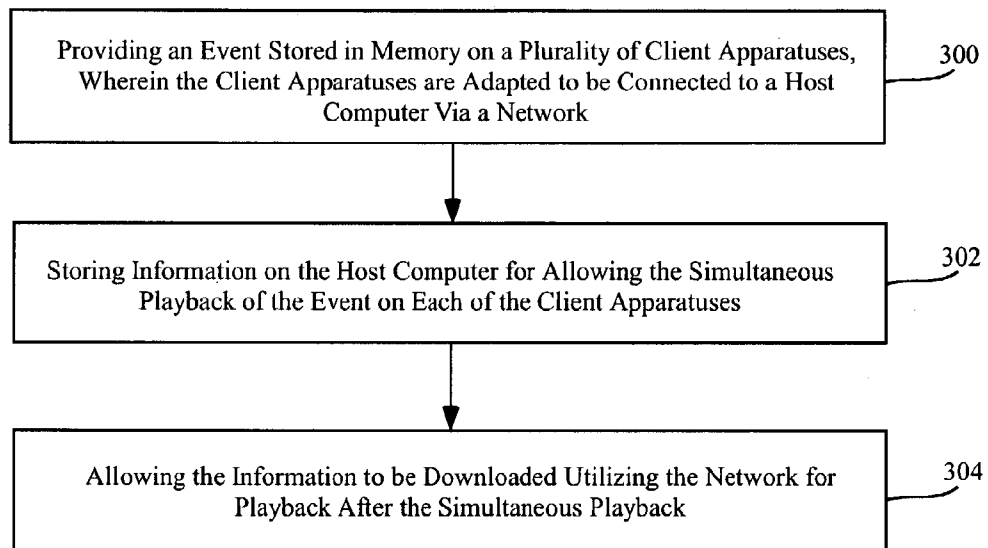 Providing an Event Stored in Memory on a Plurality of Client Apparatuses,
Wherein the Client Apparatuses are Adapted to be Connected to a Host
Computer Via a Network
300
Storing Information on the Host Computer for Allowing the Simultaneous
Playback of the Event on Each of the Client Apparatuses
302
Allowing the Information to be Downloaded Utilizing the Network for
Playback After the Simultaneous Playback
304